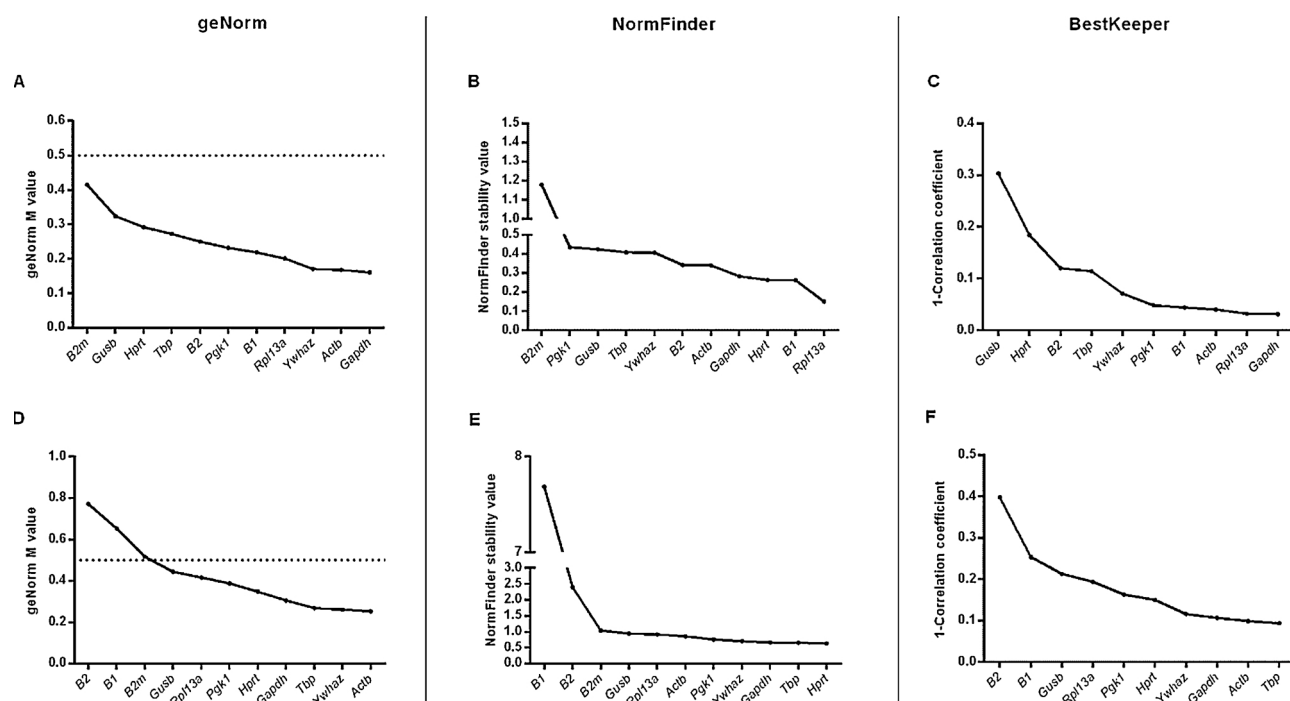 geNorm
NormFinder
BestKeeper
A
geNorm M value
0.6
0.5
0.4
0.3
0.2
0.1
0.0
B2m
Gusb
Hprt
Tbp
B2
Pgk1
B1
Rpl13a
Ywhaz
Actb
Gapdh
B
NormFinder stability value
1.5
1.4
1.3
1.2
1.1
1.0
0.5
0.4
0.3
0.2
0.1
0.0
B2m
Pgk1
Gusb
Tbp
Ywhaz
B2
Actb
Gapdh
Hprt
B1
Rpl13a
C
1-Correlation coefficient
0.4
0.3
0.2
0.1
0.0
Gusb
Hprt
B2
Tbp
Ywhaz
Pgk1
B1
Actb
Rpl13a
Gapdh
D
geNorm M value
1.0
0.8
0.6
0.4
0.2
0.0
B2
B1
B2m
Gusb
Rpl13a
Pgk1
Hprt
Gapdh
Tbp
Ywhaz
Actb
E
NormFinder stability value
8
7
3.0
2.5
2.0
1.5
1.0
0.5
0.0
B1
B2
B2m
Gusb
Rpl13a
Actb
Pgk1
Ywhaz
Gapdh
Tbp
Hprt
F
1-Correlation coefficient
0.5
0.4
0.3
0.2
0.1
0.0
B2
B1
Gusb
Rpl13a
Pgk1
Hprt
Ywhaz
Gapdh
Actb
Tbp